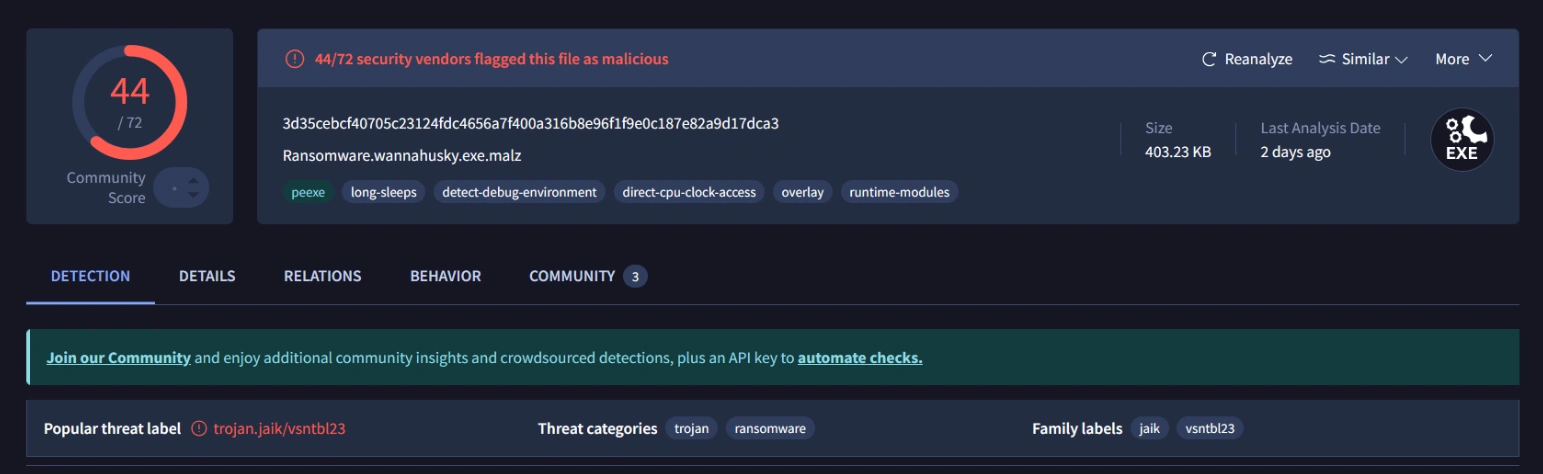 44
/ 72
Community
Score
44/72 security vendors flagged this file as malicious
Reanalyze Similar More
3d35cebcf40705c23124fdc4656a7f400a316b8e96f1f9e0c187e82a9d17dca3
Ransomware.wannahusky.exe.malz
peexe long-sleeps detect-debug-environment direct-cpu-clock-access overlay runtime-modules
Size
403.23 KB
Last Analysis Date
2 days ago
EXE
DETECTION DETAILS RELATIONS BEHAVIOR COMMUNITY 3
Join our Community and enjoy additional community insights and crowdsourced detections, plus an API key to automate checks.
Popular threat label trojan.jaik/vsntbl23 Threat categories trojan ransomware Family labels jaik vsntbl23